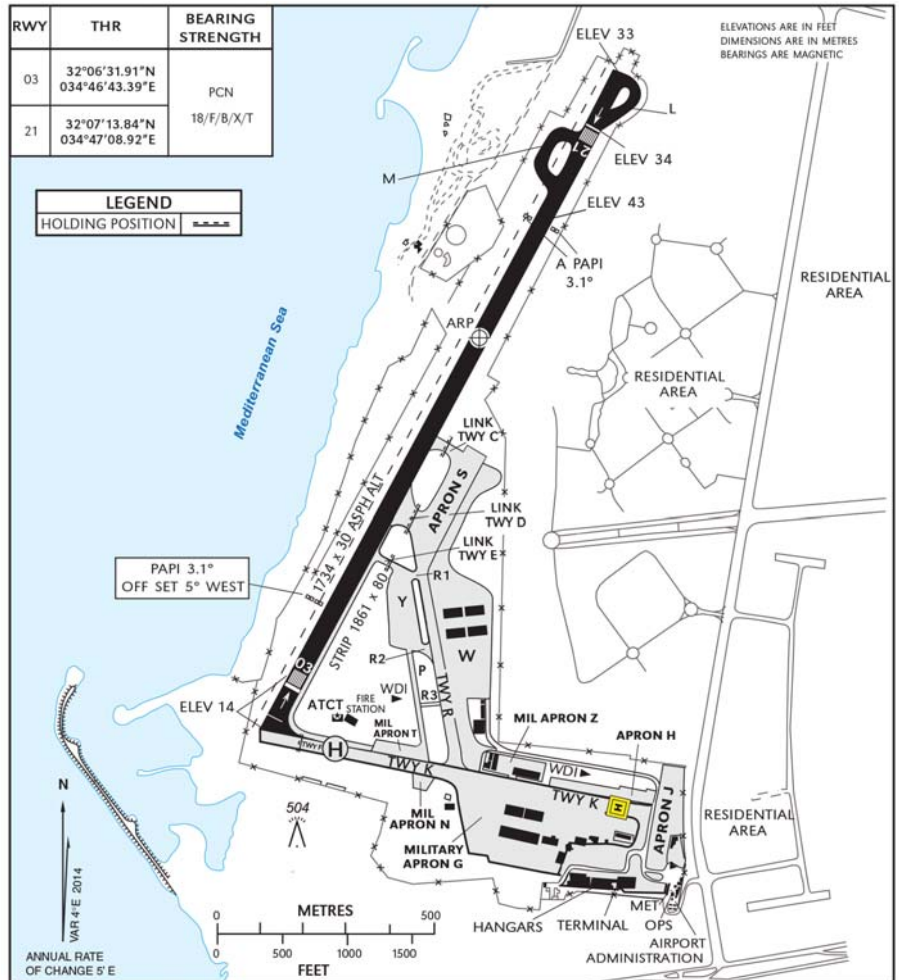 RWY THR BEARING STRENGTH
03 32°06'31.91"N 034°46'43.39"E
PCN 18/F/B/X/T
21 32°07'13.84"N 034°47'08.92"E
ELEVATIONS ARE IN FEET
DIMENSIONS ARE IN METRES
BEARINGS ARE MAGNETIC
LEGEND
HOLDING POSITION
ELEV 33
L
21
ELEV 34
M
ELEV 43
A PAPI
3.1°
RESIDENTIAL
AREA
ARP
Mediterranean Sea
RESIDENTIAL
AREA
LINK
TWY C
APRON S
LINK
TWY D
1734 x 30 ASPHALT
LINK
TWY E
PAPI 3.1°
OFF SET 5° WEST
R1
STRIP 1861 x 80
Y
W
R2
P
03
R3
TWY R
ELEV 14
ATCT
FIRE
STATION
WDI
MIL
APRON T
MIL APRON Z
APRON H
TWY F
H
TWY K
WDI
TWY K
H
APRON J
N
504
MIL
APRON N
MILITARY
APRON G
RESIDENTIAL
AREA
VAR 4°E 2014
METRES
0 500
0 500 1000 1500
FEET
HANGARS
TERMINAL
MET
OPS
AIRPORT
ADMINISTRATION
ANNUAL RATE
OF CHANGE 5' E